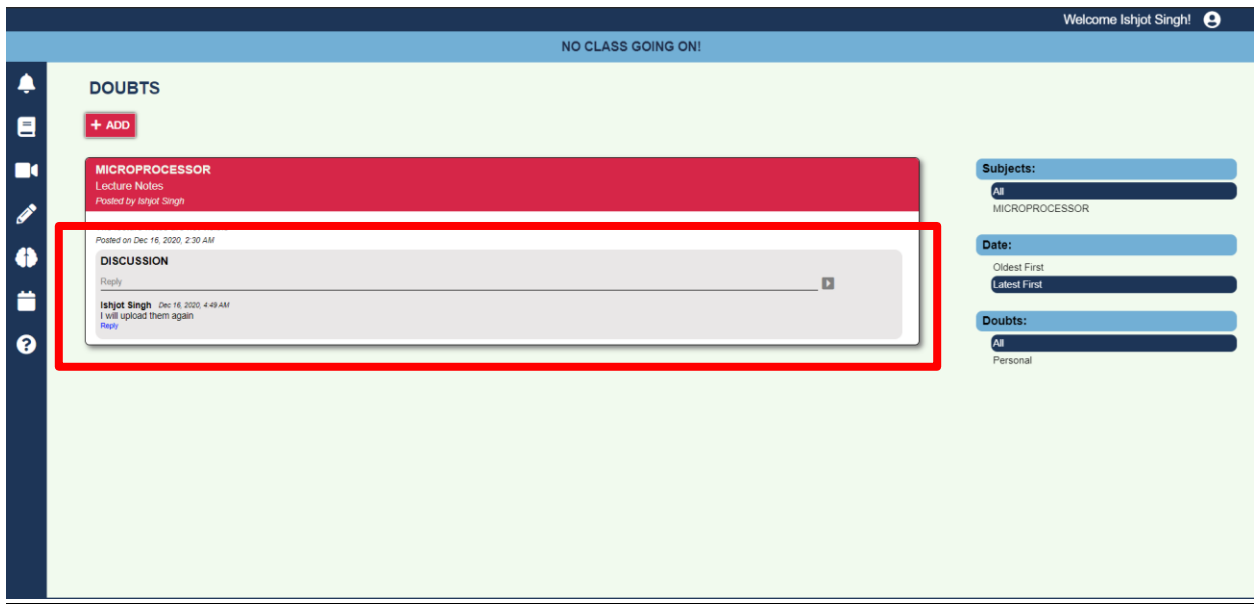 Welcome Ishjot Singh!
NO CLASS GOING ON!
DOUBTS
+ ADD
MICROPROCESSOR
Lecture Notes
Posted by Ishjot Singh
Posted on Dec 16, 2020, 2:30 AM
DISCUSSION
Reply
Ishjot Singh Dec 16, 2020, 4:49 AM
I will upload them again
Reply
Subjects:
All
MICROPROCESSOR
Date:
Oldest First
Latest First
Doubts:
All
Personal